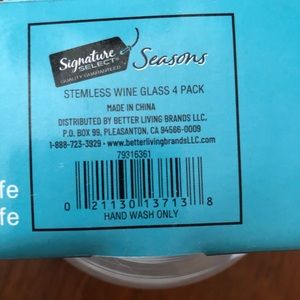 Signature
SELECT
QUALITY GUARANTEED
Seasons
STEMLESS WINE GLASS 4 PACK
MADE IN CHINA
DISTRIBUTED BY BETTER LIVING BRANDS LLC.
P.O. BOX 99, PLEASANTON, CA 94566-0009
1-888-723-3929 • www.betterlivingbrandsLLC.com
79316361
0 21130 13713 8
HAND WASH ONLY
fe
fe